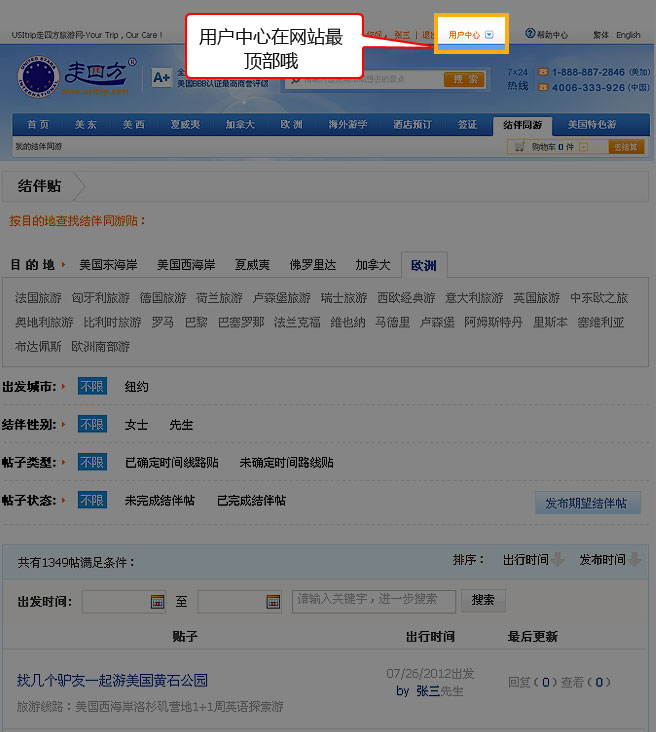 USItrip走四方旅游网-Your Trip , Our Care !
您好， 张三 | 退出
用户中心
帮助中心
繁体 English
用户中心在网站最
顶部哦
UNITED STARS
INTERNATIONAL
走四方®
www.usitrip.com
A+
美国BBB认证最高商誉评级
搜 索
7×24
热线
1-888-887-2846 (美加)
4006-333-926 (中国)
首 页 美 东 美 西 夏威夷 加拿大 欧 洲 海外游学 酒店预订 签证 结伴同游 美国特色游
我的结伴同游
购物车 0 件 去结算
结伴贴
按目的地查找结伴同游贴：
目 的 地 美国东海岸 美国西海岸 夏威夷 佛罗里达 加拿大 欧洲
法国旅游 匈牙利旅游 德国旅游 荷兰旅游 卢森堡旅游 瑞士旅游 西欧经典游 意大利旅游 英国旅游 中东欧之旅
奥地利旅游 比利时旅游 罗马 巴黎 巴塞罗那 法兰克福 维也纳 马德里 卢森堡 阿姆斯特丹 里斯本 塞维利亚
布达佩斯 欧洲南部游
出发城市: 不限 纽约
结伴性别: 不限 女士 先生
帖子类型: 不限 已确定时间线路贴 未确定时间路线贴
帖子状态: 不限 未完成结伴帖 已完成结伴帖
发布期望结伴帖
共有1349帖满足条件：
排序： 出行时间 发布时间
出发时间: 至 请输入关键字，进一步搜索 搜索
贴子 出行时间 最后更新
找几个驴友一起游美国黄石公园
旅游线路：美国西海岸洛杉矶营地1+1周英语探索游
07/26/2012出发
by 张三先生
回复（0）查看（0）